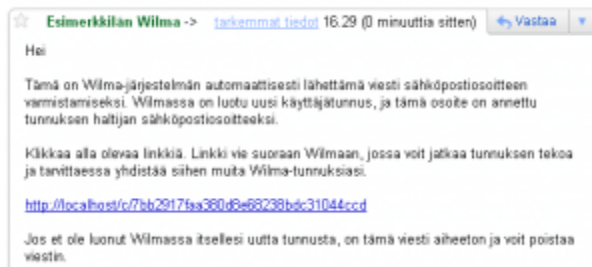 Esimerkkilän Wilma -> tarkemmat tiedot 16.29 (0 minuuttia sitten) Vastaa
Hei
Tämä on Wilma-järjestelmän automaattisesti lähettämä viesti sähköpostiosoitteen
varmistamiseksi. Wilmassa on luotu uusi käyttäjätunnus, ja tämä osoite on annettu
tunnuksen haltijan sähköpostiosoitteeksi.
Klikkaa alla olevaa linkkiä. Linkki vie suoraan Wilmaan, jossa voit jatkaa tunnuksen tekoa
ja tarvittaessa yhdistää siihen muita Wilma-tunnuksiasi.
http://localhost/c/7bb2917faa380d8e68238bdc31044ccd
Jos et ole luonut Wilmassa itsellesi uutta tunnusta, on tämä viesti aiheeton ja voit poistaa
viestin.